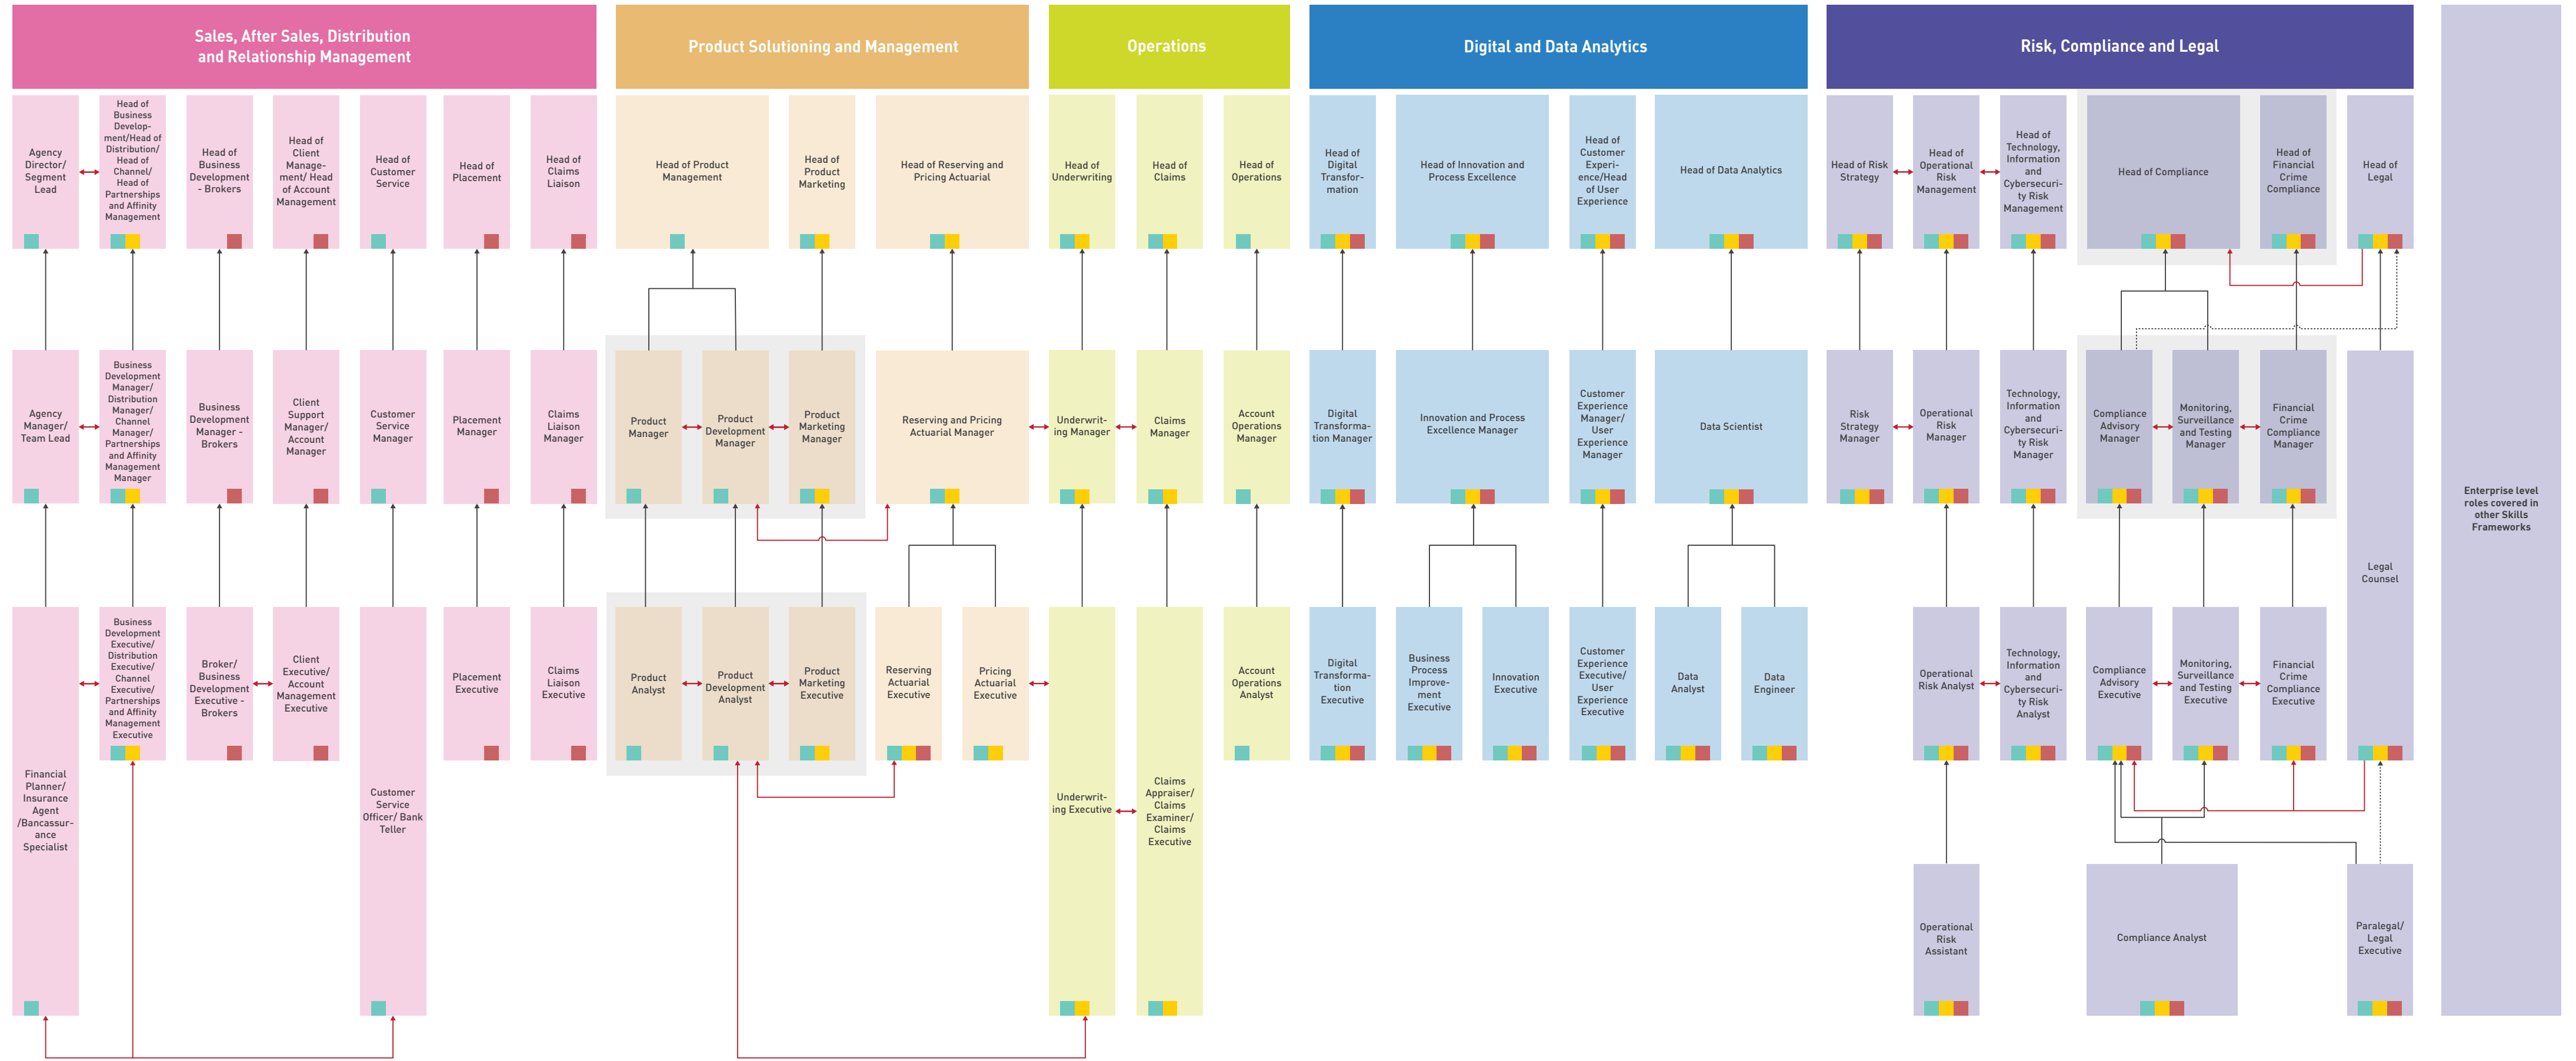 Sales, After Sales, Distribution
and Relationship Management
Product Solutioning and Management
Operations
Digital and Data Analytics
Risk, Compliance and Legal
Agency
Director/
Segment
Lead
Head of
Business
Develop-
ment/Head of
Distribution/
Head of
Channel/
Head of
Partnerships
and Affinity
Management
Head of
Business
Development
- Brokers
Head of
Client
Manage-
ment/ Head
of Account
Management
Head of
Customer
Service
Head of
Placement
Head of
Claims
Liaison
Head of Product
Management
Head of
Product
Marketing
Head of Reserving and
Pricing Actuarial
Head of
Underwriting
Head of
Claims
Head of
Operations
Head of
Digital
Transfor-
mation
Head of Innovation and
Process Excellence
Head of
Customer
Experi-
ence/Head
of User
Experience
Head of Data Analytics
Head of Risk
Strategy
Head of
Operational
Risk
Management
Head of
Technology,
Information
and
Cybersecuri-
ty Risk
Management
Head of Compliance
Head of
Financial
Crime
Compliance
Head of
Legal
Agency
Manager/
Team Lead
Business
Development
Manager/
Distribution
Manager/
Channel
Manager/
Partnerships
and Affinity
Management
Manager
Business
Development
Manager -
Brokers
Client
Support
Manager/
Account
Manager
Customer
Service
Manager
Placement
Manager
Claims
Liaison
Manager
Product
Manager
Product
Development
Manager
Product
Marketing
Manager
Reserving and Pricing
Actuarial Manager
Underwrit-
ing Manager
Claims
Manager
Account
Operations
Manager
Digital
Transforma-
tion Manager
Innovation and Process
Excellence Manager
Customer
Experience
Manager/
User
Experience
Manager
Data Scientist
Risk
Strategy
Manager
Operational
Risk
Manager
Technology,
Information
and
Cybersecuri-
ty Risk
Manager
Compliance
Advisory
Manager
Monitoring,
Surveillance
and Testing
Manager
Financial
Crime
Compliance
Manager
Legal
Counsel
Enterprise level
roles covered in
other Skills
Frameworks
Financial
Planner/
Insurance
Agent
/Bancassur-
ance
Specialist
Business
Development
Executive/
Distribution
Executive/
Channel
Executive/
Partnerships
and Affinity
Management
Executive
Broker/
Business
Development
Executive -
Brokers
Client
Executive/
Account
Management
Executive
Customer
Service
Officer/ Bank
Teller
Placement
Executive
Claims
Liaison
Executive
Product
Analyst
Product
Development
Analyst
Product
Marketing
Executive
Reserving
Actuarial
Executive
Pricing
Actuarial
Executive
Underwrit-
ing Executive
Claims
Appraiser/
Claims
Examiner/
Claims
Executive
Account
Operations
Analyst
Digital
Transforma-
tion
Executive
Business
Process
Improve-
ment
Executive
Innovation
Executive
Customer
Experience
Executive/
User
Experience
Executive
Data
Analyst
Data
Engineer
Operational
Risk Analyst
Technology,
Information
and
Cybersecuri-
ty Risk
Analyst
Compliance
Advisory
Executive
Monitoring,
Surveillance
and Testing
Executive
Financial
Crime
Compliance
Executive
Operational
Risk
Assistant
Compliance Analyst
Paralegal/
Legal
Executive